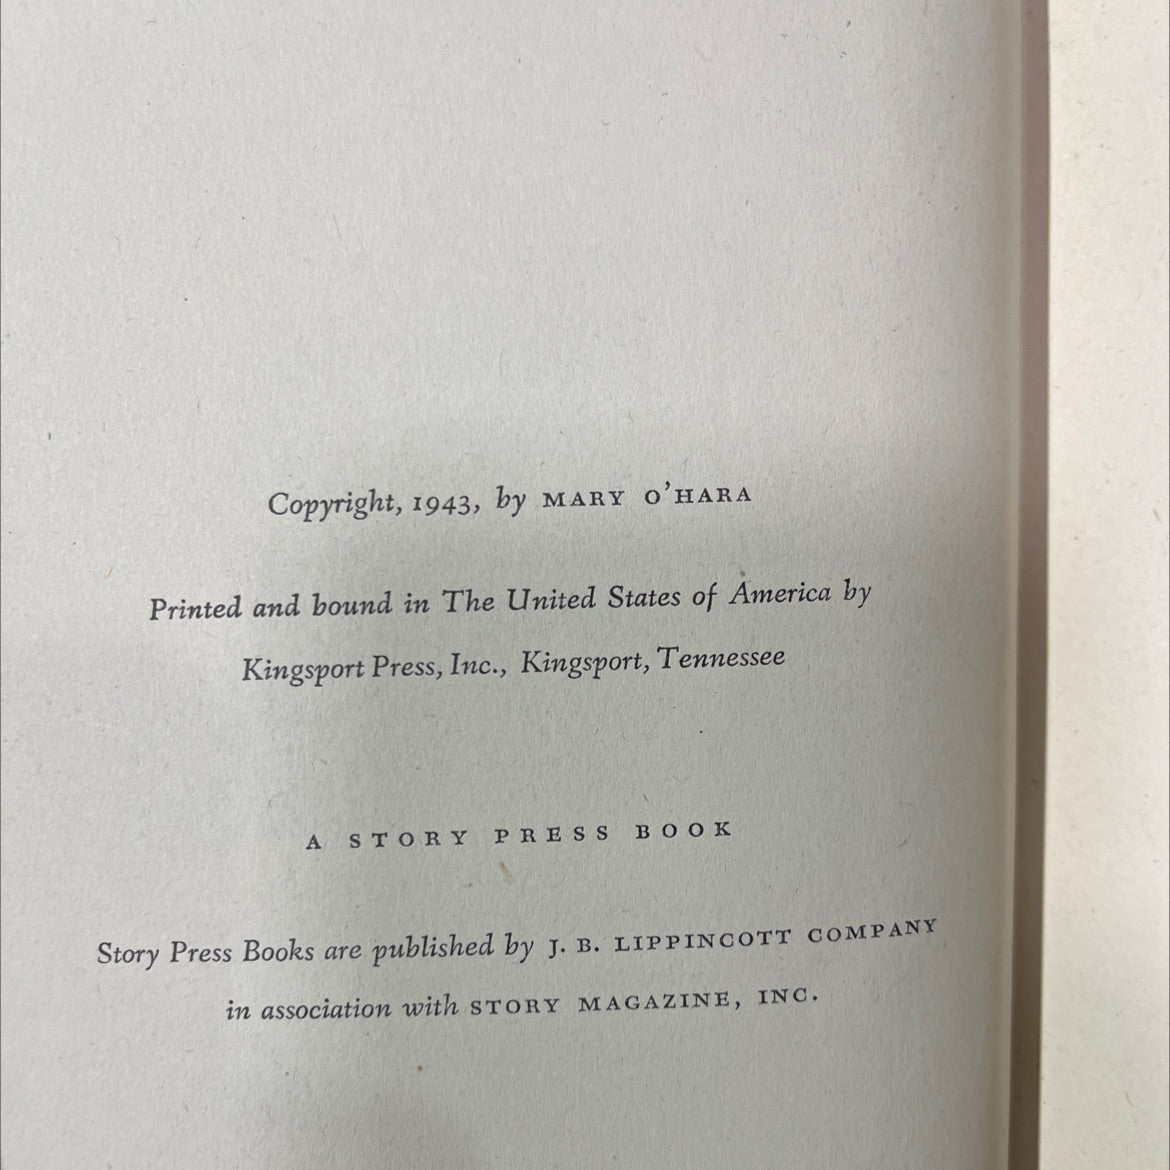 Copyright, 1943, by MARY O'HARA
Printed and bound in The United States of America by
Kingsport Press, Inc., Kingsport, Tennessee
A STORY PRESS BOOK
Story Press Books are published by J. B. LIPPINCOTT COMPANY
in association with STORY MAGAZINE, INC.